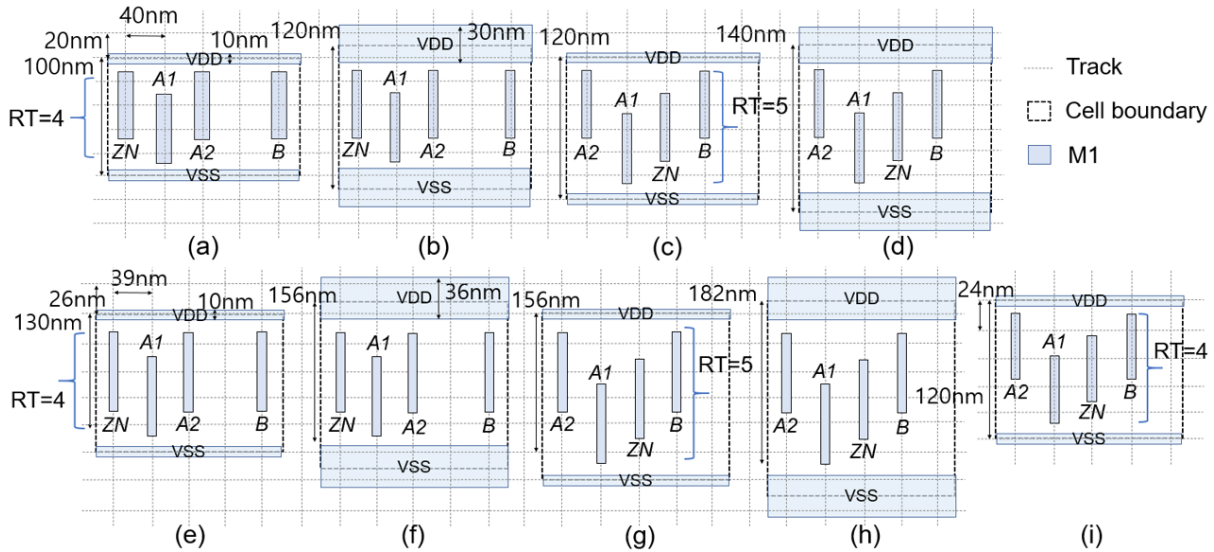 40nm
20nm
10nm
100nm
VDD
A1
RT=4
ZN
A2
B
VSS
(a)
120nm
30nm
VDD
A1
ZN
A2
B
VSS
(b)
120nm
VDD
A1
RT=5
A2
ZN
B
VSS
(c)
140nm
VDD
A1
A2
ZN
B
VSS
(d)
Track
Cell boundary
M1
39nm
26nm
10nm
130nm
VDD
A1
RT=4
ZN
A2
B
VSS
(e)
156nm
36nm
VDD
A1
ZN
A2
B
VSS
(f)
156nm
VDD
A1
RT=5
A2
ZN
B
VSS
(g)
182nm
VDD
A1
A2
ZN
B
VSS
(h)
24nm
VDD
A1
RT=4
A2
ZN
B
120nm
VSS
(i)